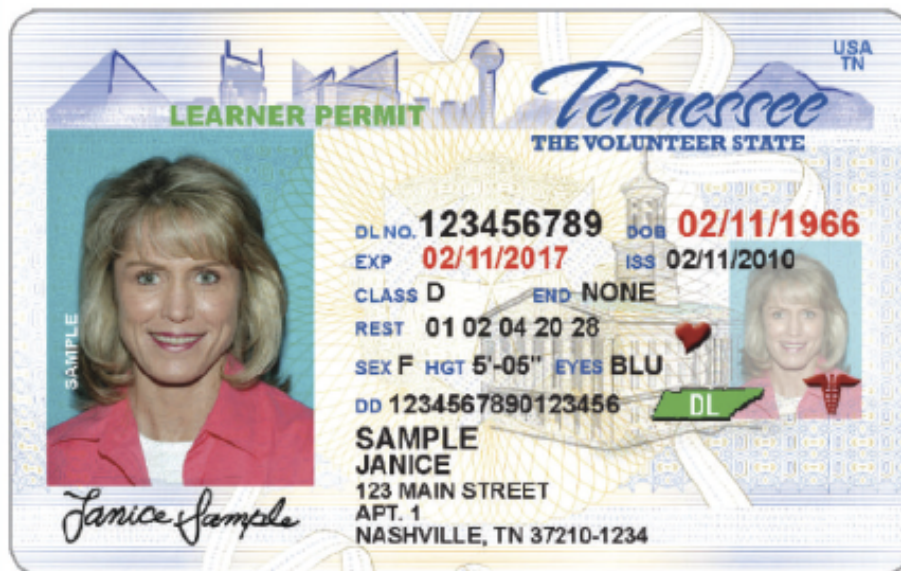 USA
TN
Tennessee
LEARNER PERMIT
THE VOLUNTEER STATE
DL NO. 123456789 DOB 02/11/1966
EXP 02/11/2017 ISS 02/11/2010
CLASS D END NONE
REST 01 02 04 20 28
SEX F HGT 5'-05" EYES BLU
DD 1234567890123456
DL
SAMPLE
JANICE
123 MAIN STREET
APT. 1
NASHVILLE, TN 37210-1234
SAMPLE
Janice Sample